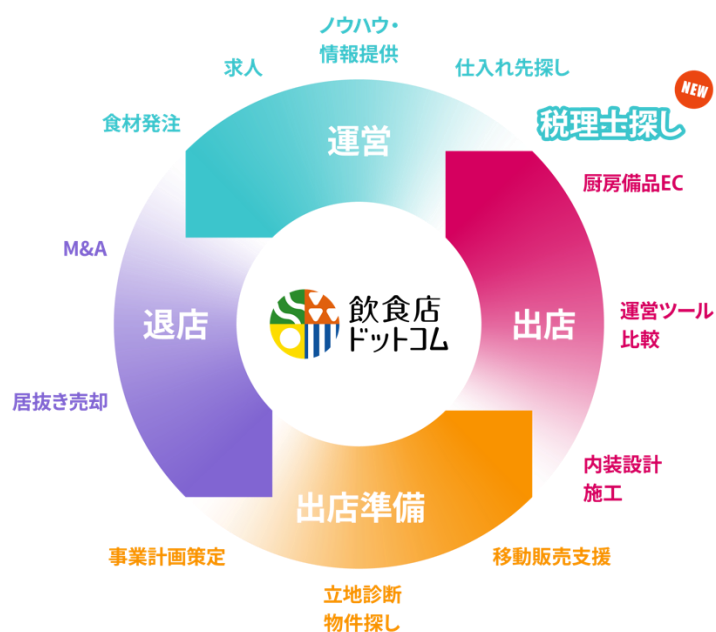 ノウハウ・
情報提供
求人
仕入れ先探し
NEW
税理士探し
食材発注
運営
厨房備品EC
M&A
退店
飲食店
ドットコム
出店
運営ツール
比較
居抜き売却
内装設計
施工
出店準備
事業計画策定
移動販売支援
立地診断
物件探し